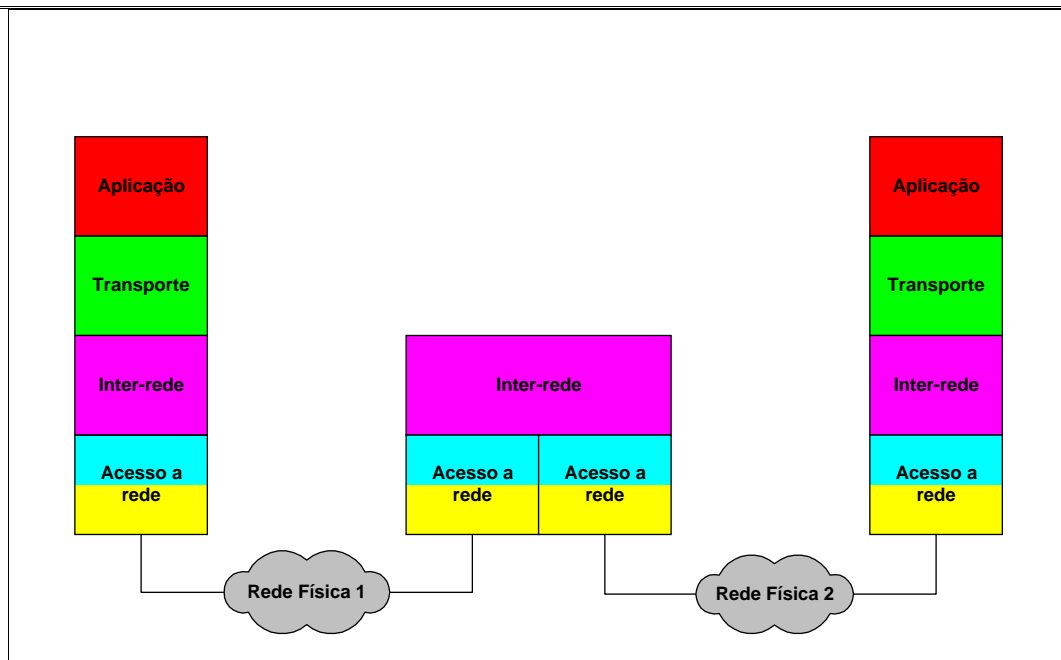 Aplicação
Aplicação
Transporte
Transporte
Inter-rede
Inter-rede
Inter-rede
Acesso a
rede
Acesso a
rede
Acesso a
rede
Acesso a
rede
Rede Física 1
Rede Física 2